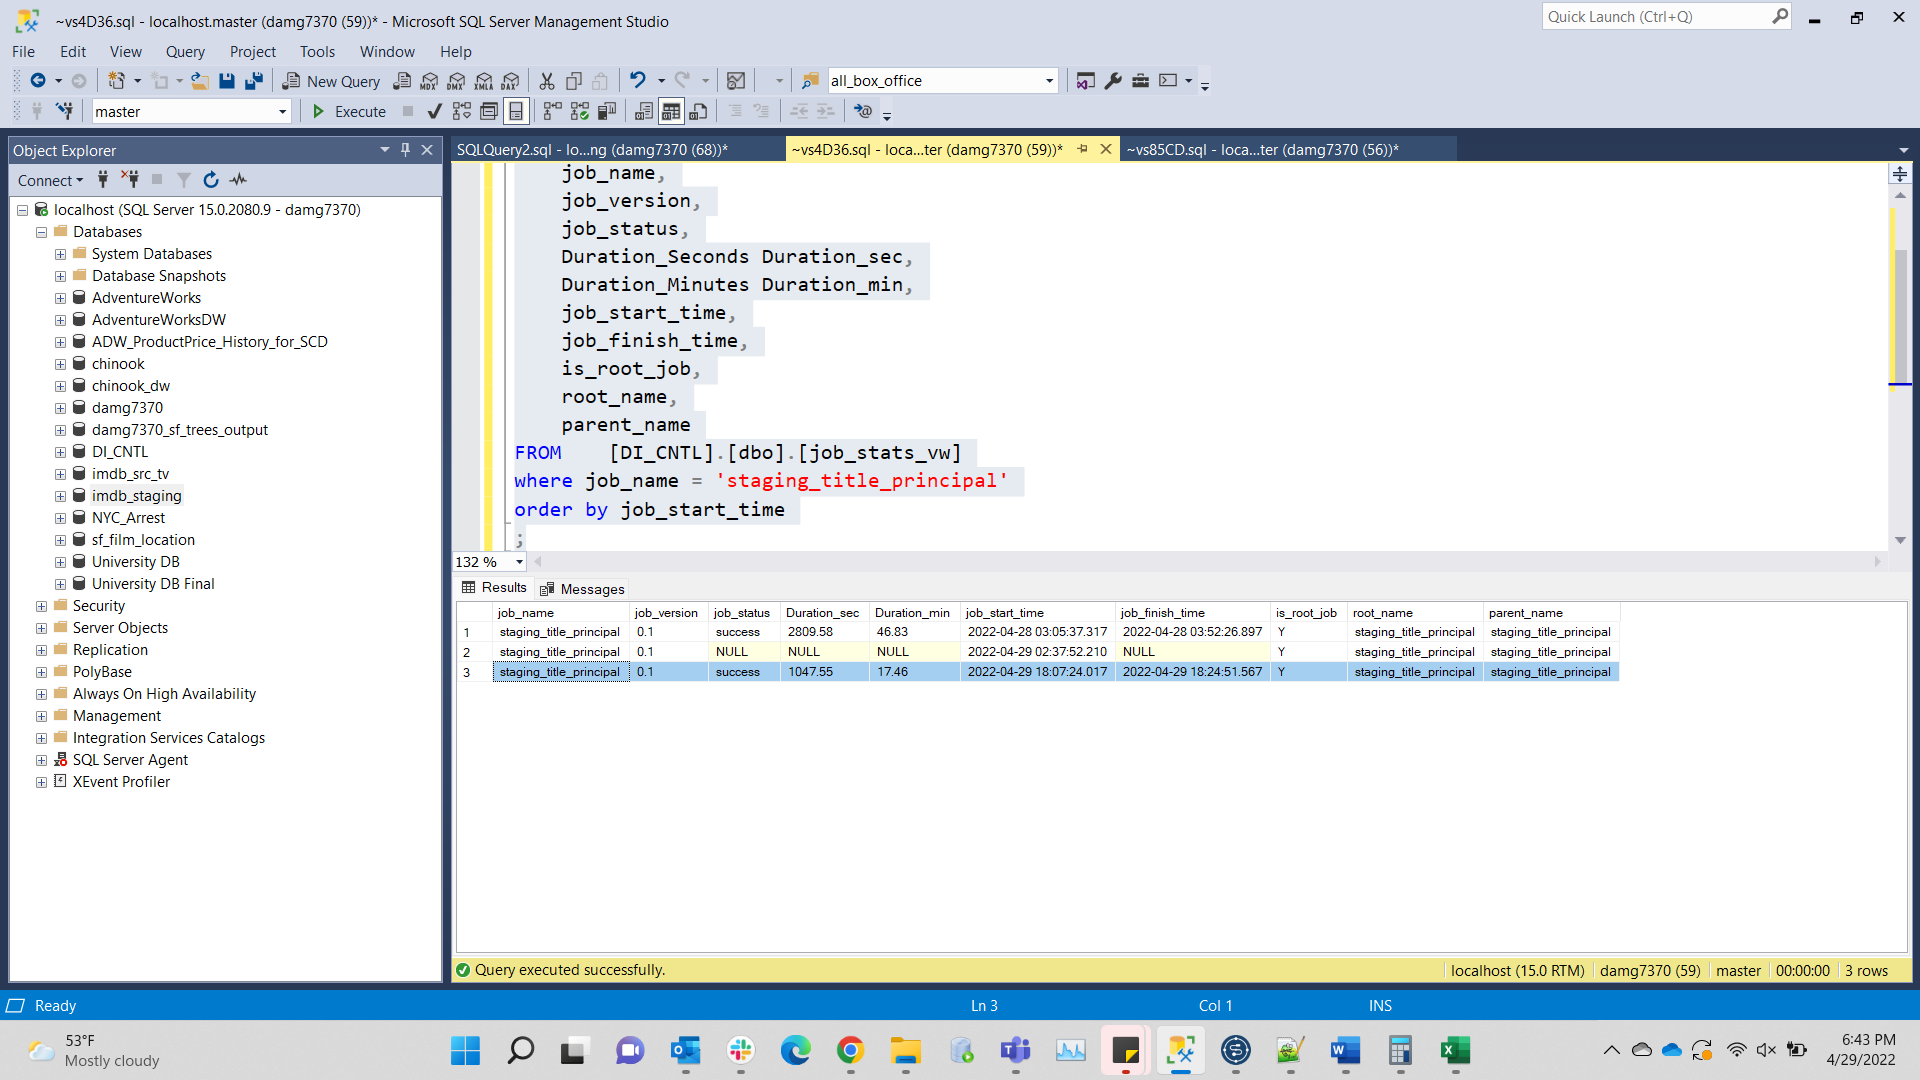 ~vs4D36.sql - localhost.master (damg7370 (59))* - Microsoft SQL Server Management Studio
Quick Launch (Ctrl+Q)
File Edit View Query Project Tools Window Help
New Query MDX DMX XMLA DAX all_box_office
master Execute
Object Explorer
Connect
localhost (SQL Server 15.0.2080.9 - damg7370)
Databases
System Databases
Database Snapshots
AdventureWorks
AdventureWorksDW
ADW_ProductPrice_History_for_SCD
chinook
chinook_dw
damg7370
damg7370_sf_trees_output
DI_CNTL
imdb_src_tv
imdb_staging
NYC_Arrest
sf_film_location
University DB
University DB Final
Security
Server Objects
Replication
PolyBase
Always On High Availability
Management
Integration Services Catalogs
SQL Server Agent
XEvent Profiler
SQLQuery2.sql - lo...ng (damg7370 (68))* ~vs4D36.sql - loca...ter (damg7370 (59))* ~vs85CD.sql - loca...ter (damg7370 (56))*
job_name,
job_version,
job_status,
Duration_Seconds Duration_sec,
Duration_Minutes Duration_min,
job_start_time,
job_finish_time,
is_root_job,
root_name,
parent_name
FROM [DI_CNTL].[dbo].[job_stats_vw]
where job_name = 'staging_title_principal'
order by job_start_time
;
132 %
Results Messages
job_name job_version job_status Duration_sec Duration_min job_start_time job_finish_time is_root_job root_name parent_name
1 staging_title_principal 0.1 success 2809.58 46.83 2022-04-28 03:05:37.317 2022-04-28 03:52:26.897 Y staging_title_principal staging_title_principal
2 staging_title_principal 0.1 NULL NULL NULL 2022-04-29 02:37:52.210 NULL Y staging_title_principal staging_title_principal
3 staging_title_principal 0.1 success 1047.55 17.46 2022-04-29 18:07:24.017 2022-04-29 18:24:51.567 Y staging_title_principal staging_title_principal
Query executed successfully. localhost (15.0 RTM) damg7370 (59) master 00:00:00 3 rows
Ready Ln 3 Col 1 INS
53°F
Mostly cloudy
6:43 PM
4/29/2022